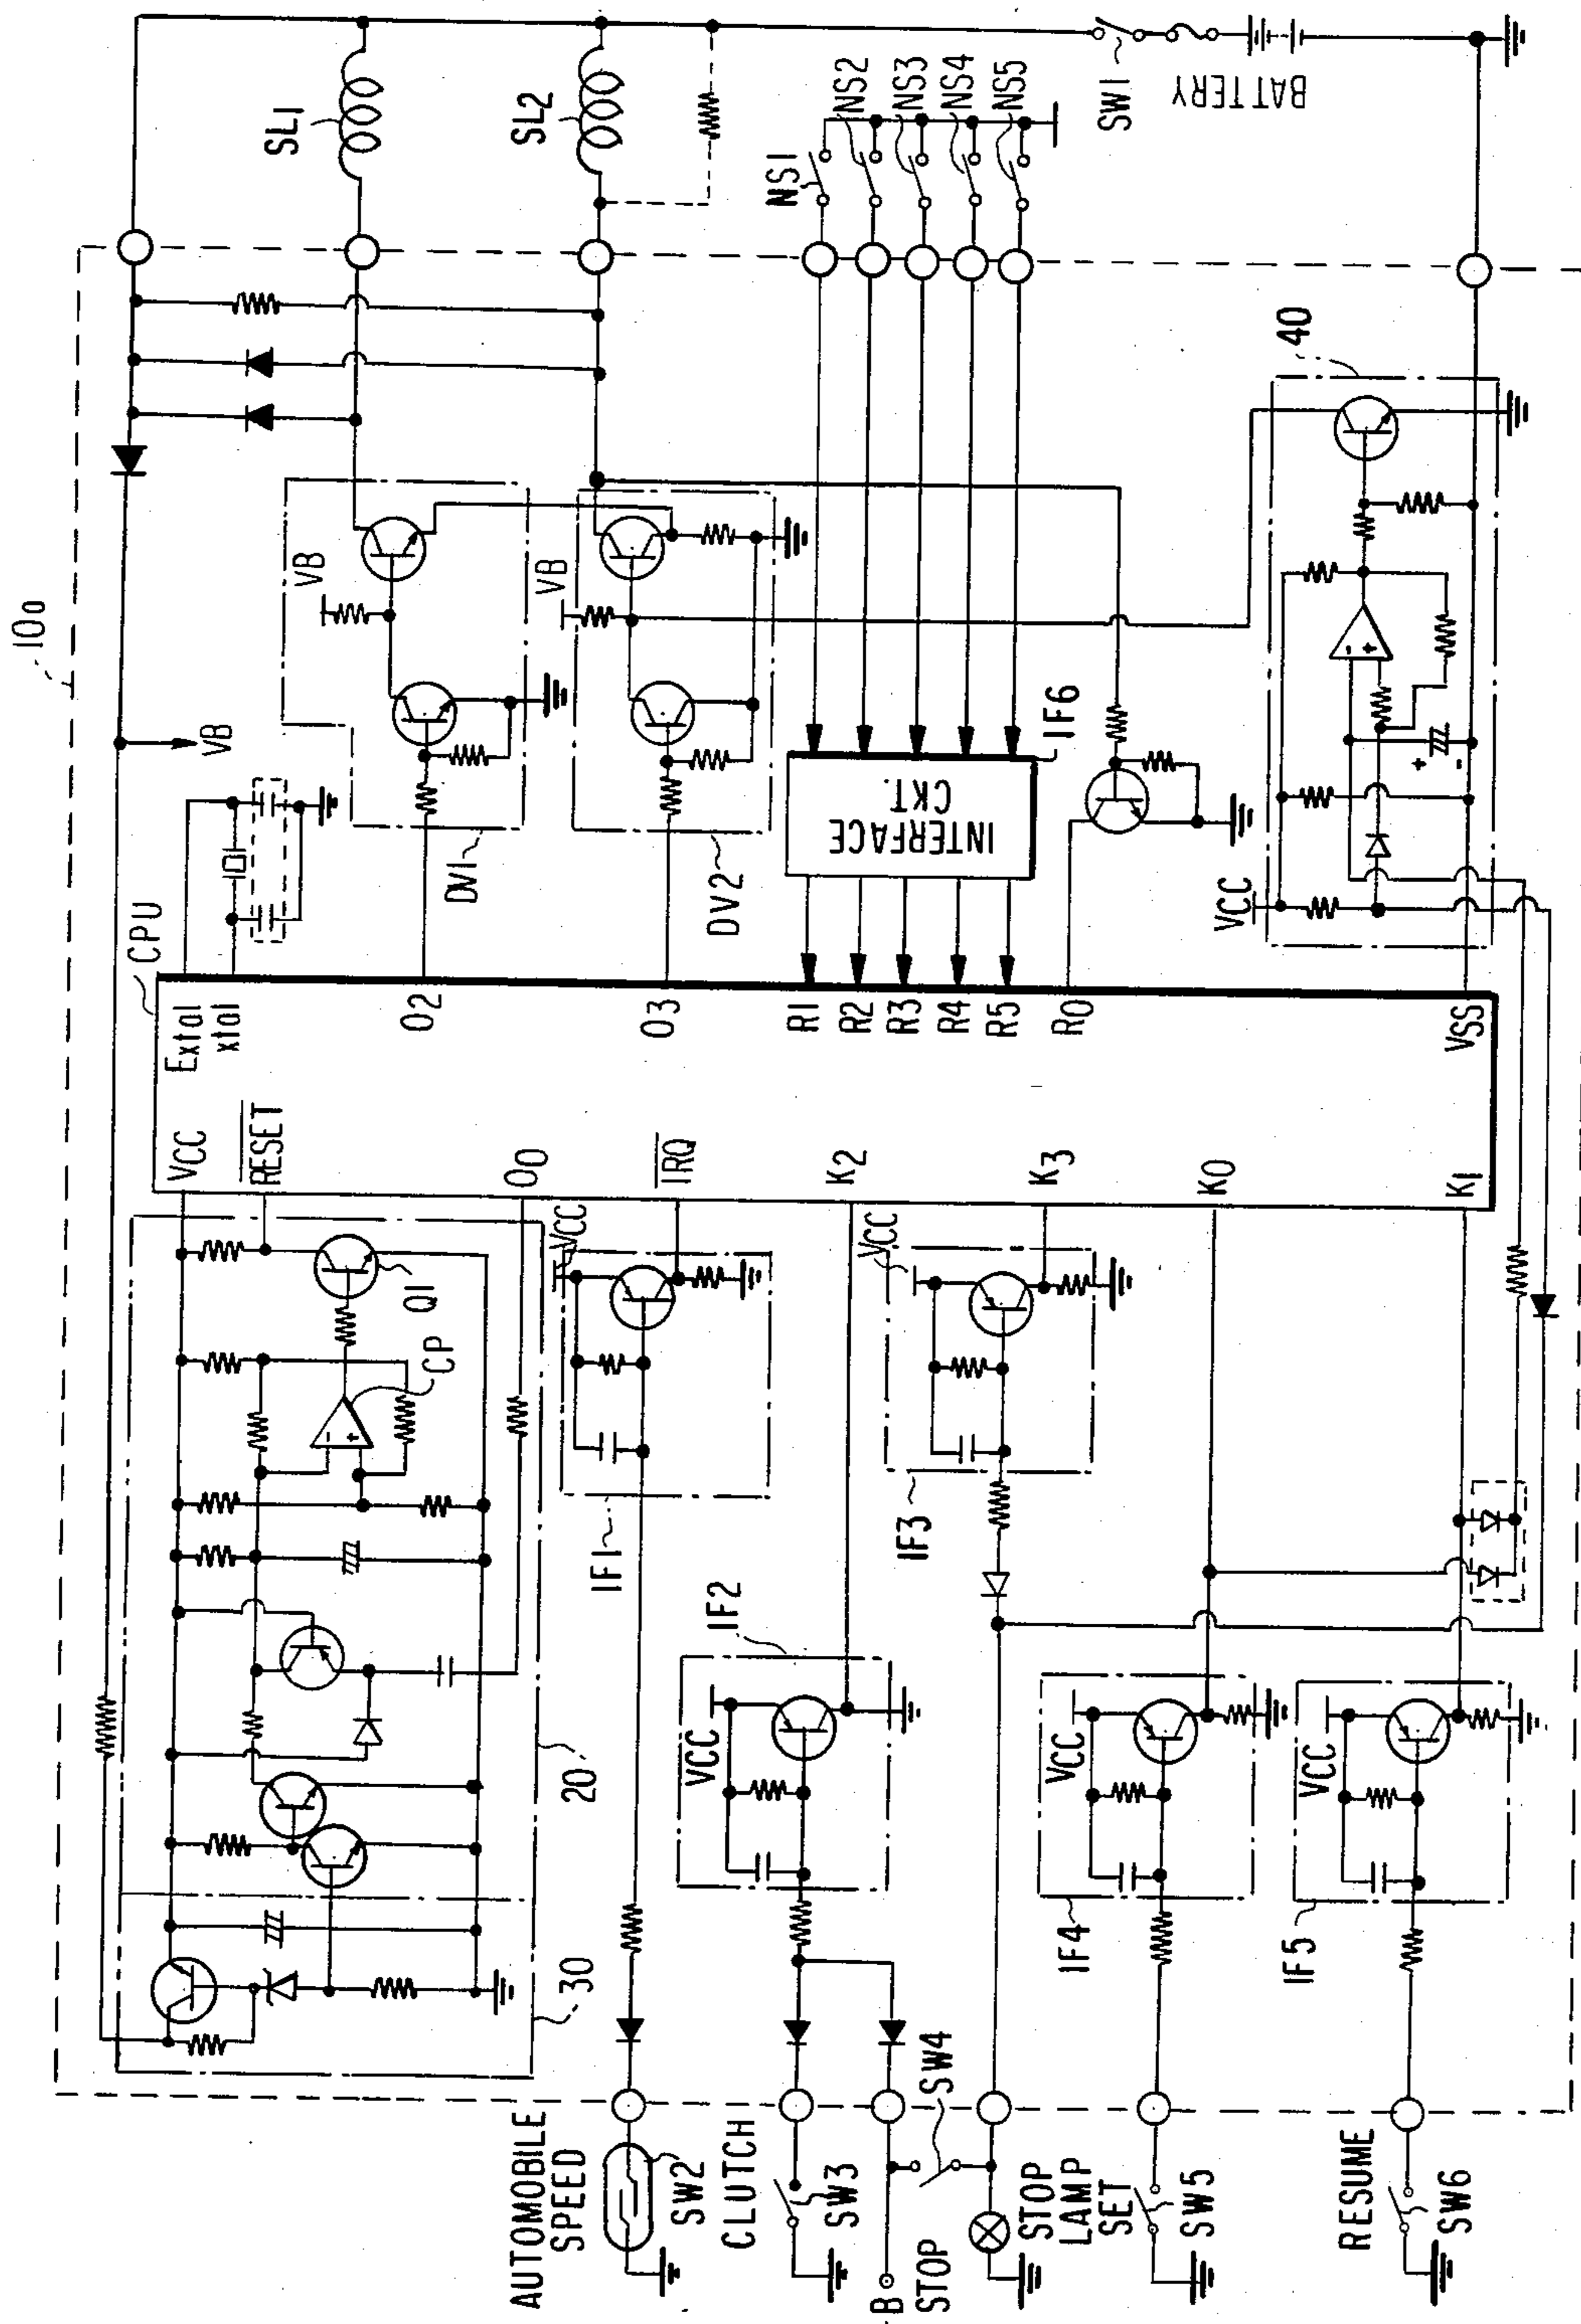 100
CPU
Extal
xtal
VCC
RESET
O0
IRQ
K2
K3
K0
K1
O2
O3
R1
R2
R3
R4
R5
R0
VSS
VB
DV1
VB
DV2
VB
SL1
SL2
NS1
NS2
NS3
NS4
NS5
SW1
BATTERY
INTERFACE
CKT.
IF6
40
VCC
Q1
CP
20
30
VCC
IF1
IF2
VCC
VCC
IF3
VCC
IF4
VCC
IF5
AUTOMOBILE
SPEED
SW2
CLUTCH
SW3
B
STOP
SW4
STOP
LAMP
SET
SW5
RESUME
SW6